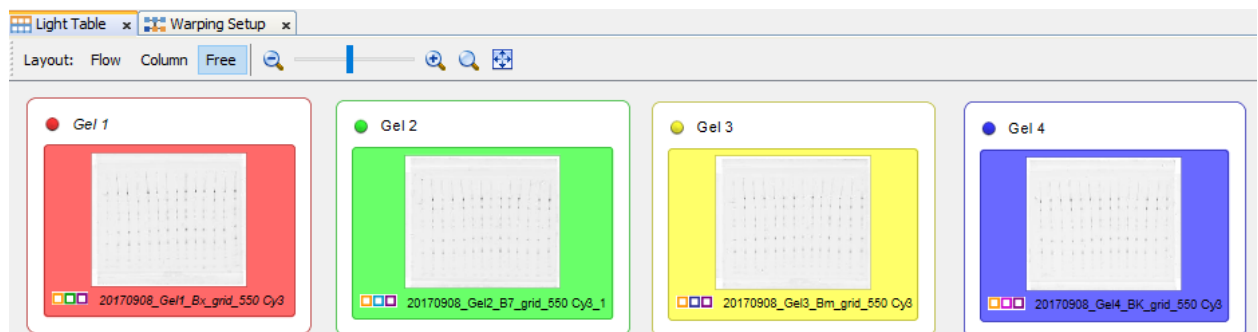 Light Table x Warping Setup x
Layout: Flow Column Free
Gel 1
Gel 2
Gel 3
Gel 4
20170908_Gel1_Bx_grid_550 Cy3
20170908_Gel2_B7_grid_550 Cy3_1
20170908_Gel3_Bm_grid_550 Cy3
20170908_Gel4_BK_grid_550 Cy3